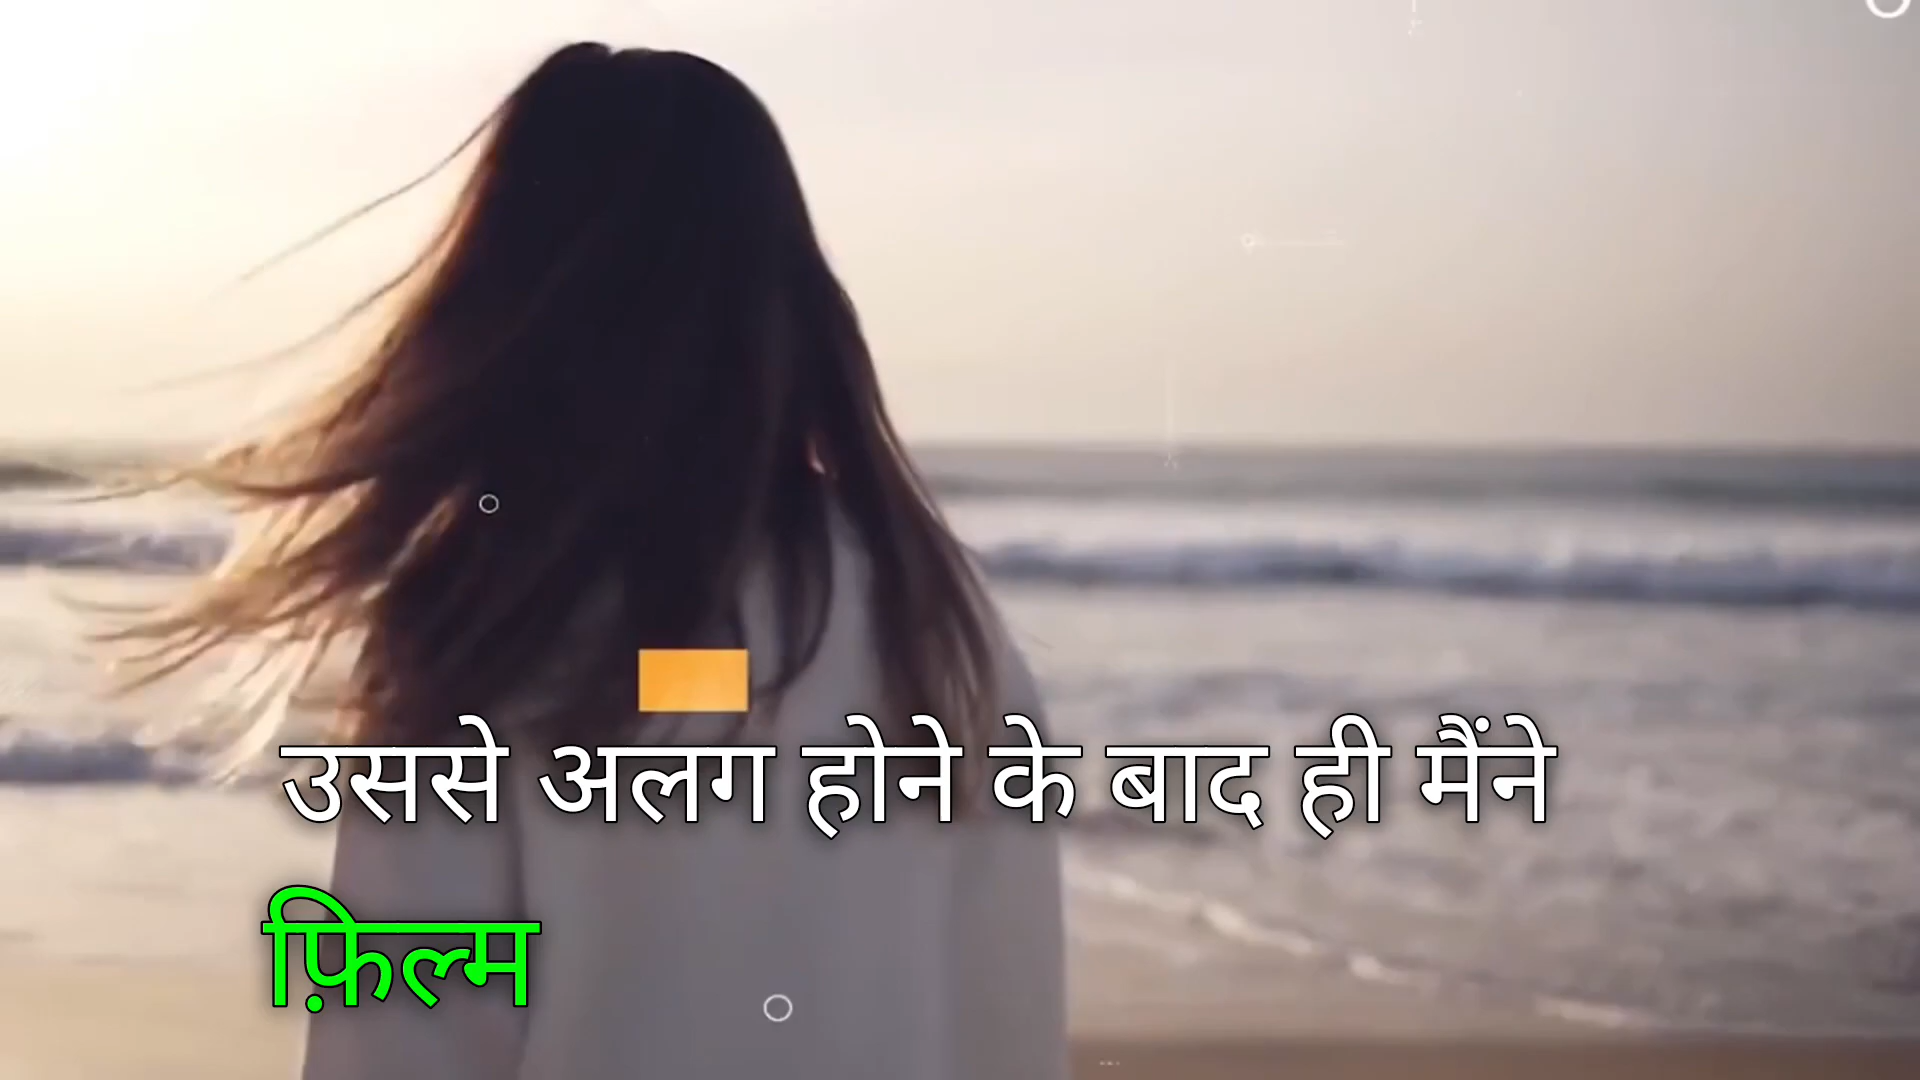 उससे अलग होने के बाद ही मैंने
फ़िल्म